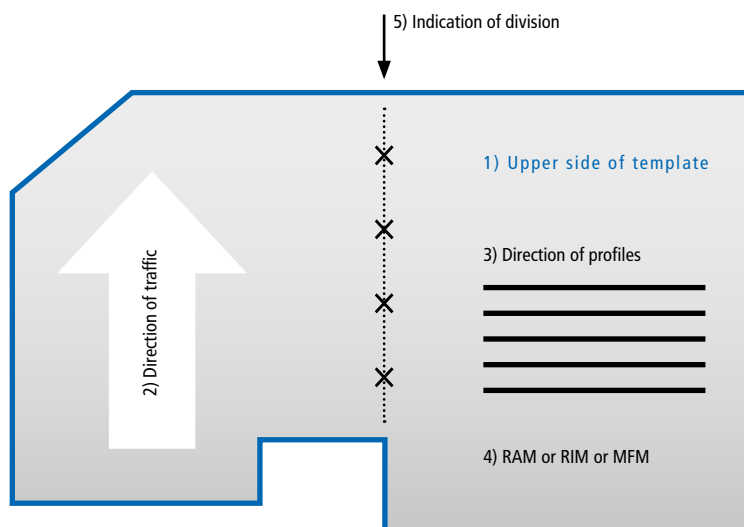 5) Indication of division
1) Upper side of template
2) Direction of traffic
3) Direction of profiles
4) RAM or RIM or MFM